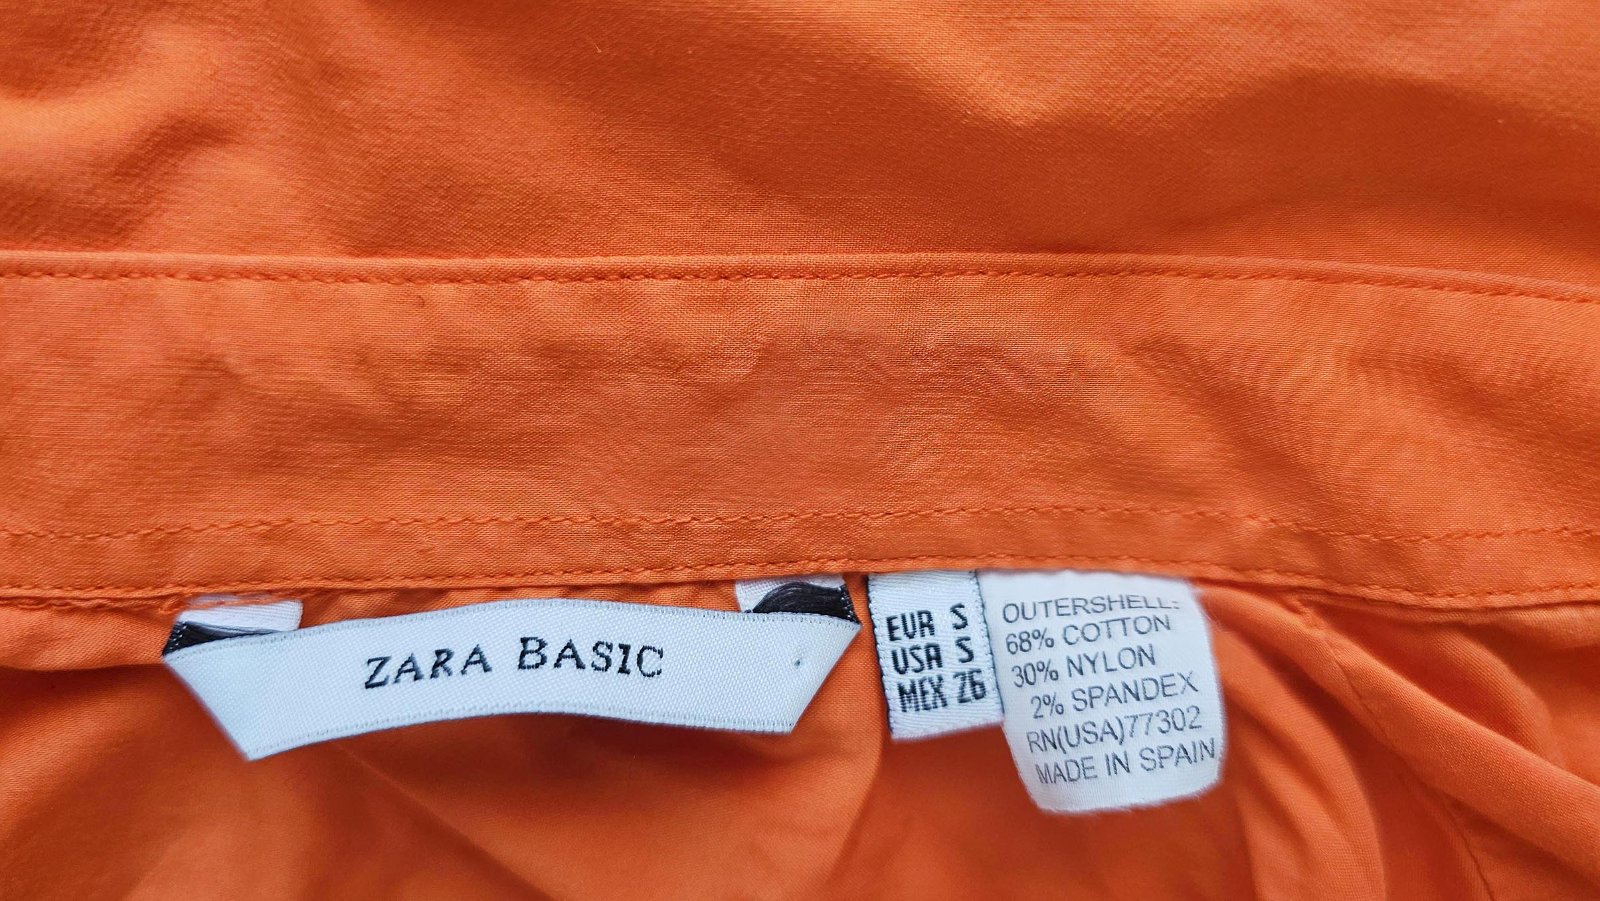 ZARA BASIC
EUR S
USA S
MEX 26
OUTERSHELL:
68% COTTON
30% NYLON
2% SPANDEX
RN(USA)77302
MADE IN SPAIN